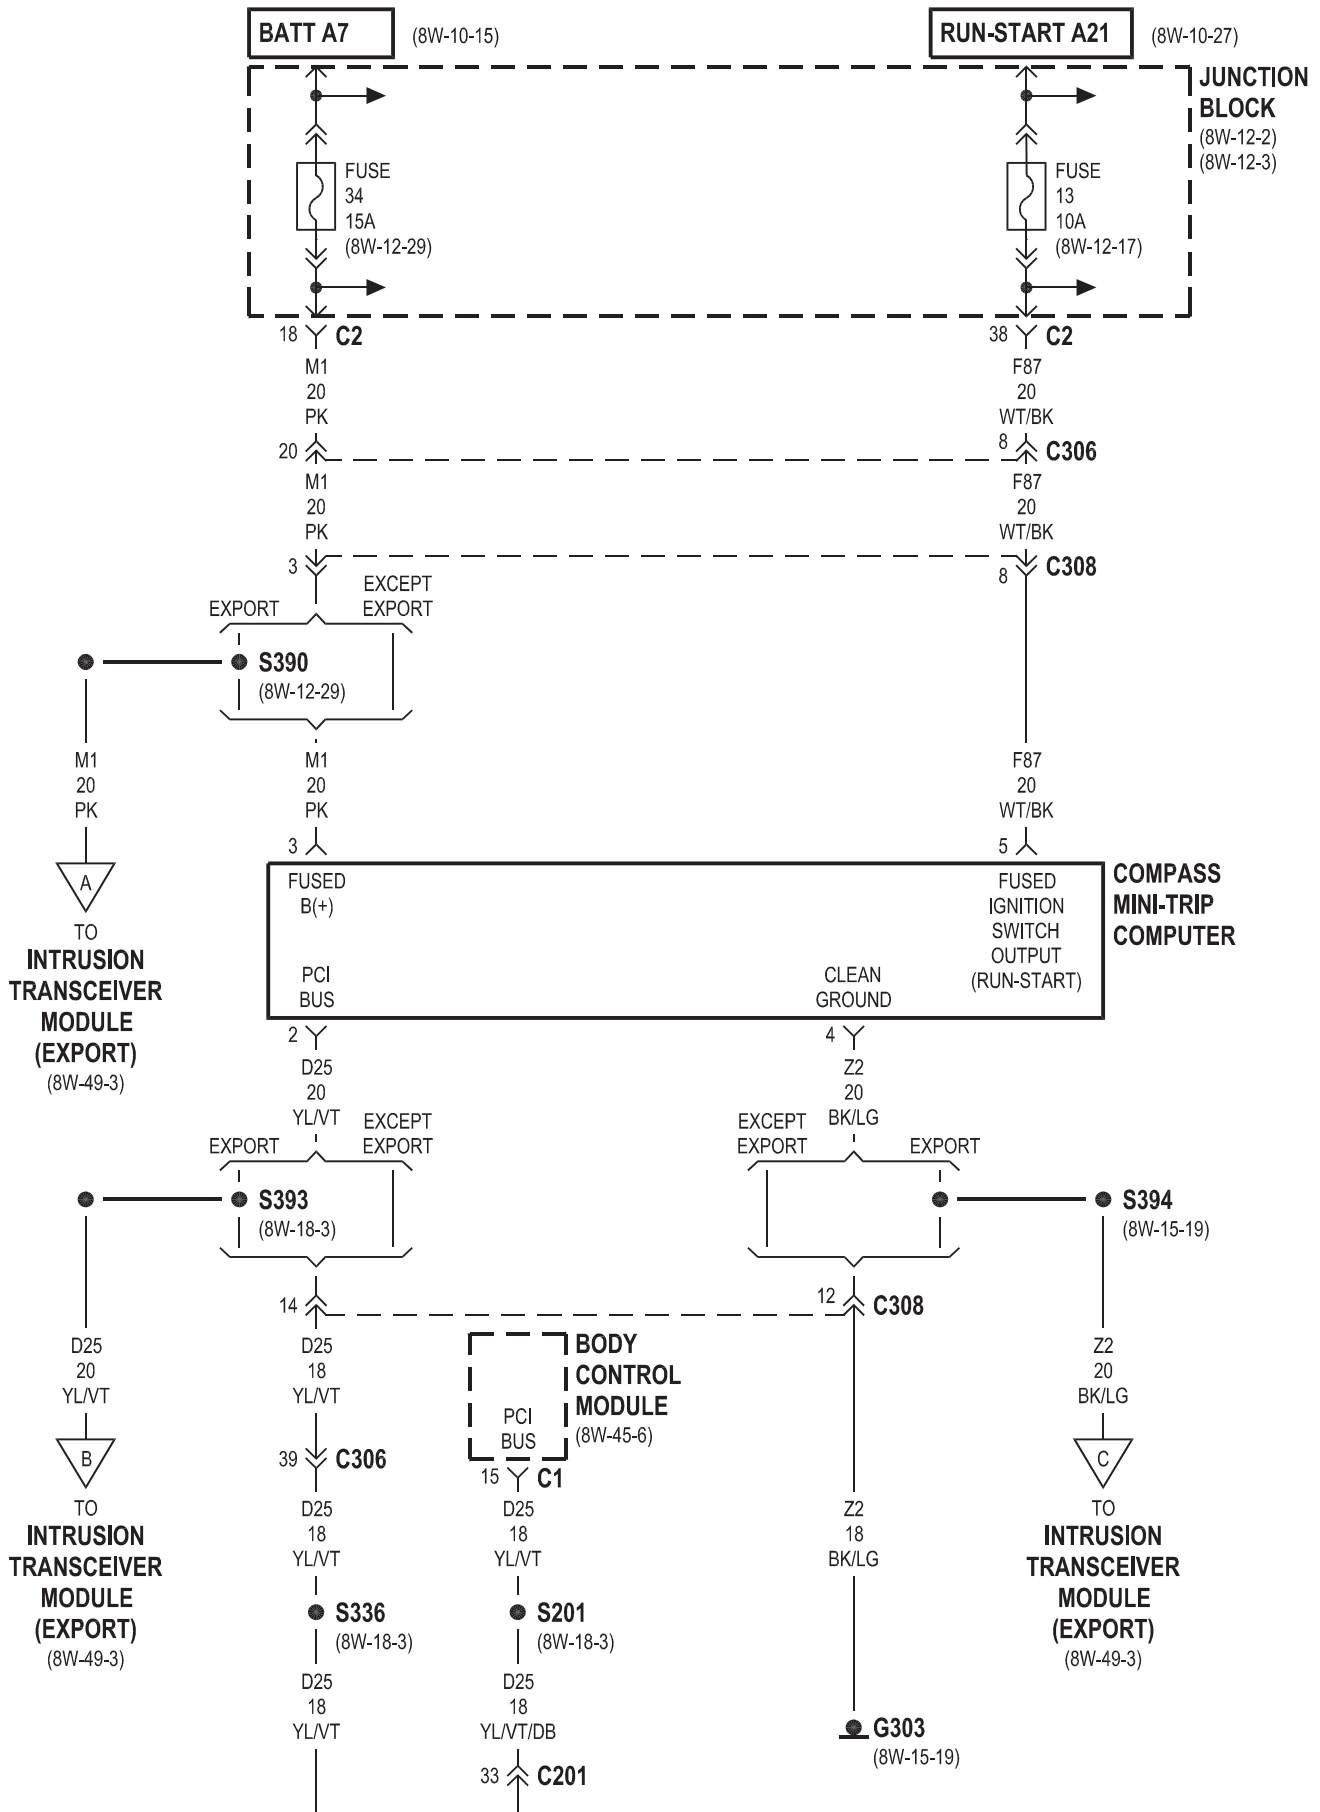 BATT A7
(8W-10-15)
RUN-START A21
(8W-10-27)
JUNCTION
BLOCK
(8W-12-2)
(8W-12-3)
FUSE
34
15A
(8W-12-29)
FUSE
13
10A
(8W-12-17)
18
C2
38
C2
M1
20
PK
F87
20
WT/BK
20
8
C306
M1
20
PK
F87
20
WT/BK
3
8
C308
EXPORT
EXCEPT
EXPORT
S390
(8W-12-29)
M1
20
PK
M1
20
PK
F87
20
WT/BK
3
5
A
TO
INTRUSION
TRANSCEIVER
MODULE
(EXPORT)
(8W-49-3)
FUSED
B(+)
FUSED
IGNITION
SWITCH
OUTPUT
(RUN-START)
COMPASS
MINI-TRIP
COMPUTER
PCI
BUS
CLEAN
GROUND
2
4
D25
20
YL/VT
Z2
20
BK/LG
EXPORT
EXCEPT
EXPORT
EXCEPT
EXPORT
EXPORT
S393
(8W-18-3)
S394
(8W-15-19)
14
12
C308
D25
20
YL/VT
D25
18
YL/VT
BODY
CONTROL
MODULE
(8W-45-6)
PCI
BUS
Z2
20
BK/LG
B
TO
INTRUSION
TRANSCEIVER
MODULE
(EXPORT)
(8W-49-3)
39
C306
15
C1
C
TO
INTRUSION
TRANSCEIVER
MODULE
(EXPORT)
(8W-49-3)
D25
18
YL/VT
D25
18
YL/VT
Z2
18
BK/LG
S336
(8W-18-3)
S201
(8W-18-3)
D25
18
YL/VT
D25
18
YL/VT/DB
G303
(8W-15-19)
33
C201